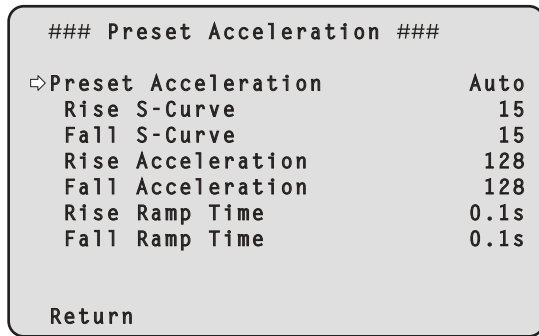 ### Preset Acceleration ###
⇨Preset Acceleration Auto
Rise S-Curve 15
Fall S-Curve 15
Rise Acceleration 128
Fall Acceleration 128
Rise Ramp Time 0.1s
Fall Ramp Time 0.1s
Return